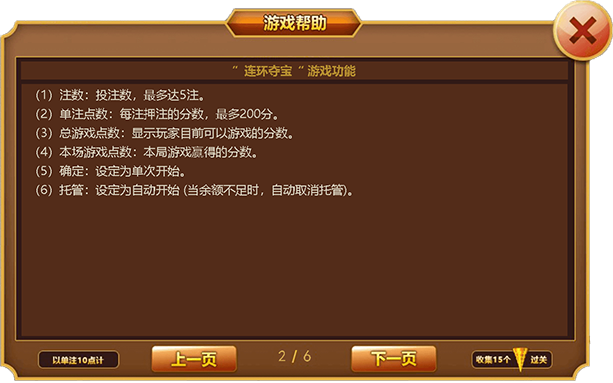 游戏帮助
“ 连环夺宝 “ 游戏功能
(1) 注数：投注数，最多达5注。
(2) 单注点数：每注押注的分数，最多200分。
(3) 总游戏点数：显示玩家目前可以游戏的分数。
(4) 本场游戏点数：本局游戏赢得的分数。
(5) 确定：设定为单次开始。
(6) 托管：设定为自动开始 (当余额不足时，自动取消托管)。
以单注10点计 上一页 2 / 6 下一页 收集15个 过关